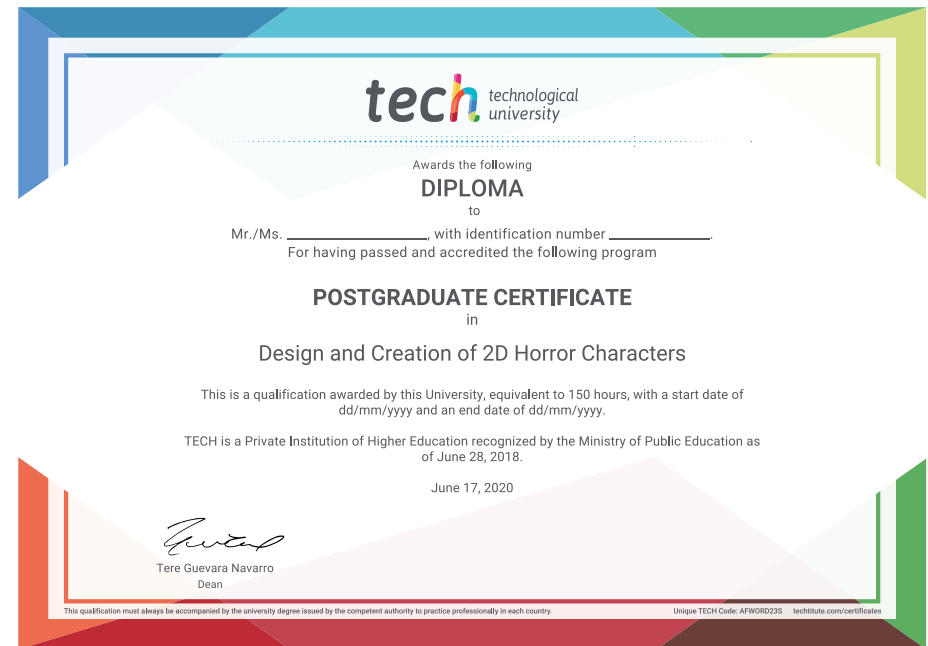 tech technological
university
Awards the following
DIPLOMA
to
Mr./Ms. ____________________, with identification number ______________.
For having passed and accredited the following program
POSTGRADUATE CERTIFICATE
in
Design and Creation of 2D Horror Characters
This is a qualification awarded by this University, equivalent to 150 hours, with a start date of
dd/mm/yyyy and an end date of dd/mm/yyyy.
TECH is a Private Institution of Higher Education recognized by the Ministry of Public Education as
of June 28, 2018.
June 17, 2020
Tere Guevara Navarro
Dean
This qualification must always be accompanied by the university degree issued by the competent authority to practice professionally in each country.
Unique TECH Code: AFWORD23S techtitute.com/certificates